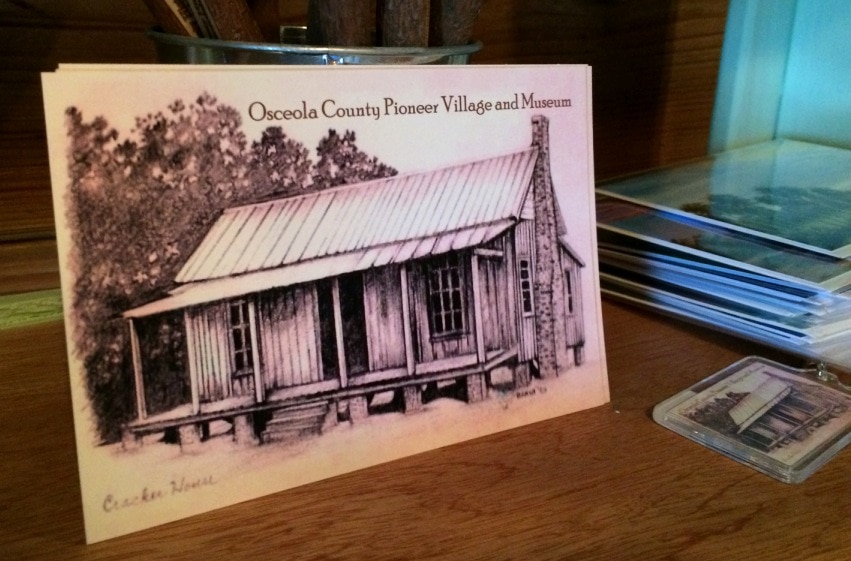 Osceola County Pioneer Village and Museum
Cracker House